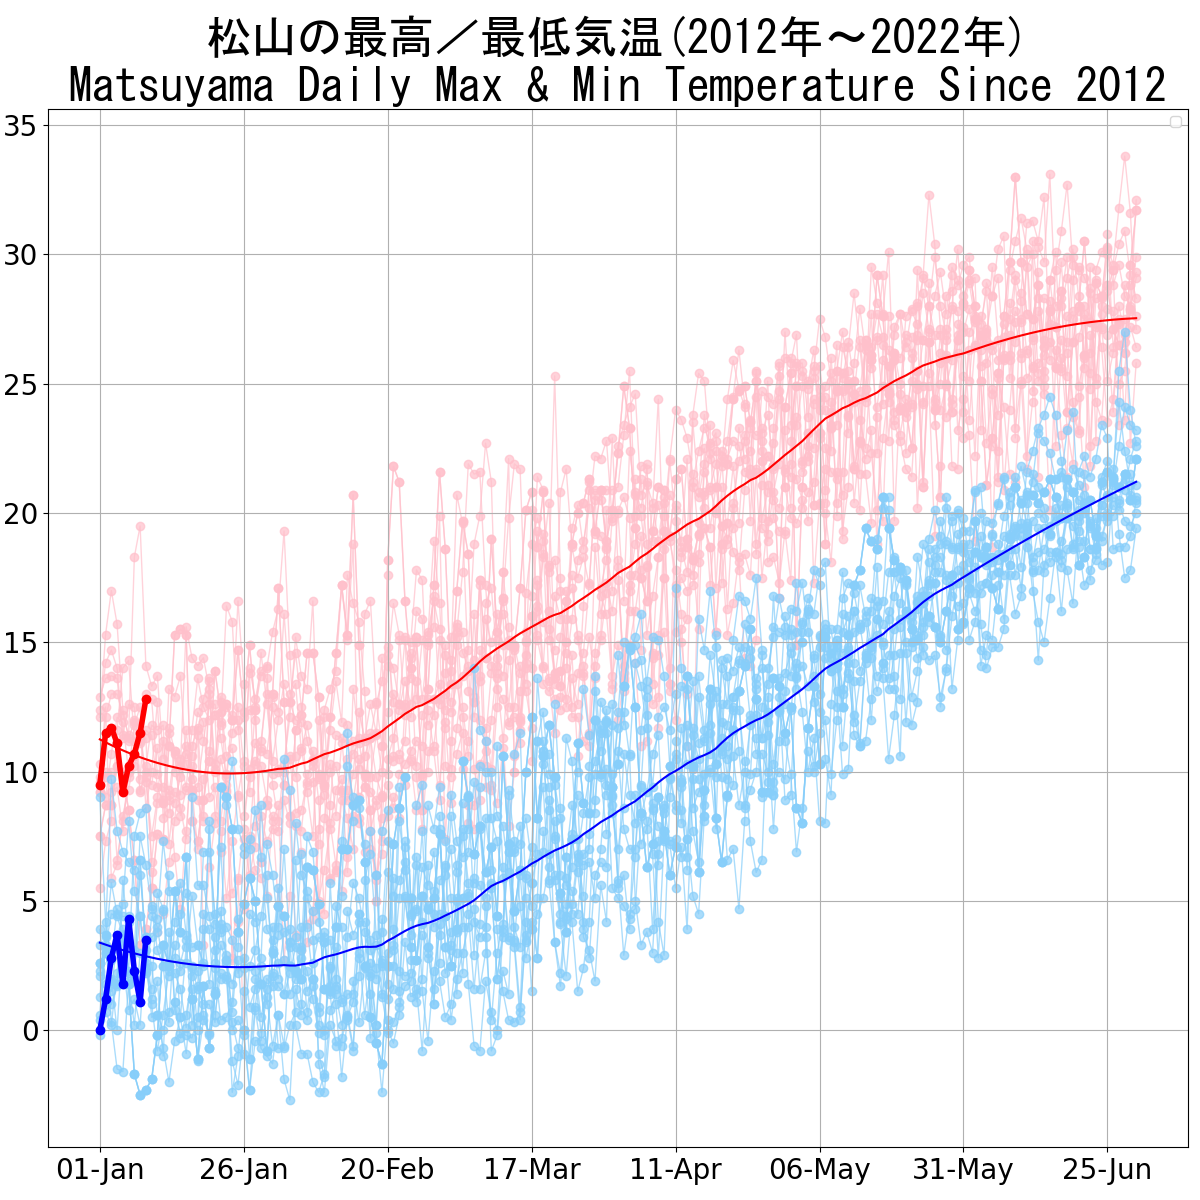 松山の最高／最低気温(2012年～2022年)
Matsuyama Daily Max & Min Temperature Since 2012
35
30
25
20
15
10
5
0
01-Jan 26-Jan 20-Feb 17-Mar 11-Apr 06-May 31-May 25-Jun